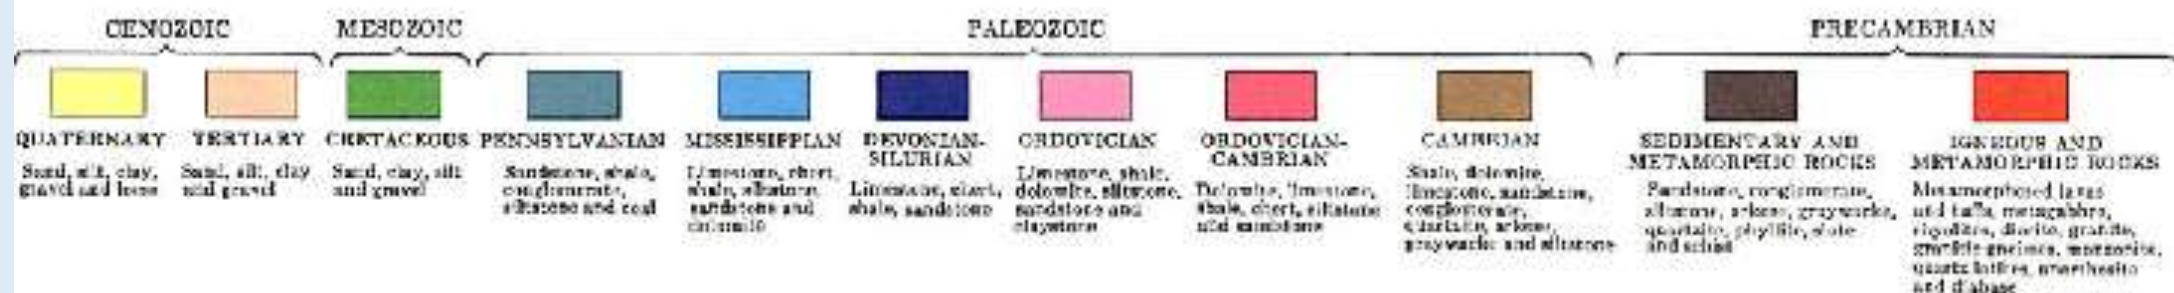 CENOZOIC
MESOZOIC
PALEOZOIC
PRECAMBRIAN
QUATERNARY
Sand, silt, clay,
gravel and loess
TERTIARY
Sand, silt, clay
and gravel
CRETACEOUS
Sand, clay, silt
and gravel
PENNSYLVANIAN
Sandstone, shale,
conglomerate,
siltstone and coal
MISSISSIPPIAN
Limestone, chert,
shale, siltstone,
sandstone and
dolomite
DEVONIAN-
SILURIAN
Limestone, chert,
shale, sandstone
ORDOVICIAN
Limestone, shale,
dolomite, siltstone,
sandstone and
claystone
ORDOVICIAN-
CAMBRIAN
Dolomite, limestone,
shale, chert, siltstone
and sandstone
CAMBRIAN
Shale, dolomite,
limestone, sandstone,
conglomerate,
quartzite, arkose,
graywacke and siltstone
SEDIMENTARY AND
METAMORPHIC ROCKS
Sandstone, conglomerate,
siltstone, arkose, graywacke,
quartzite, phyllite, slate
and schist
IGNEOUS AND
METAMORPHIC ROCKS
Metamorphosed lavas
and tuffs, metagabbro,
rhyolites, diorite, granite,
granitic gneisses, monzonite,
quartz latites, anorthosite
and diabase